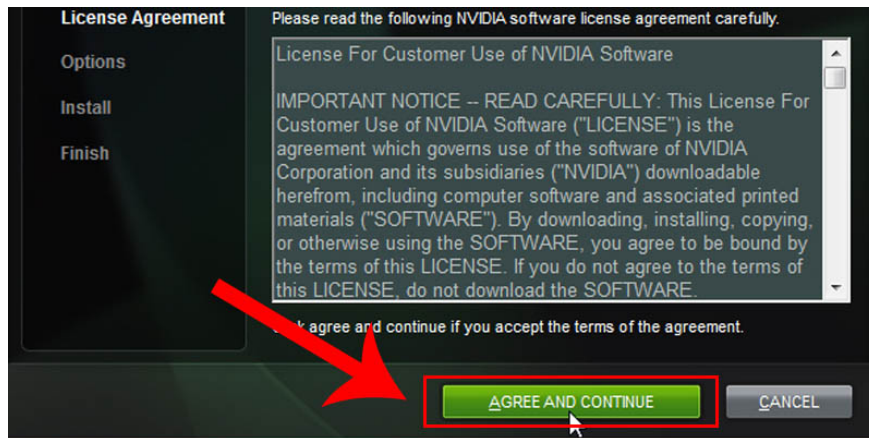 License Agreement
Please read the following NVIDIA software license agreement carefully.
Options
Install
Finish
License For Customer Use of NVIDIA Software
IMPORTANT NOTICE -- READ CAREFULLY: This License For
Customer Use of NVIDIA Software ("LICENSE") is the
agreement which governs use of the software of NVIDIA
Corporation and its subsidiaries ("NVIDIA") downloadable
herefrom, including computer software and associated printed
materials ("SOFTWARE"). By downloading, installing, copying,
or otherwise using the SOFTWARE, you agree to be bound by
the terms of this LICENSE. If you do not agree to the terms of
this LICENSE, do not download the SOFTWARE.
agree and continue if you accept the terms of the agreement.
AGREE AND CONTINUE
CANCEL